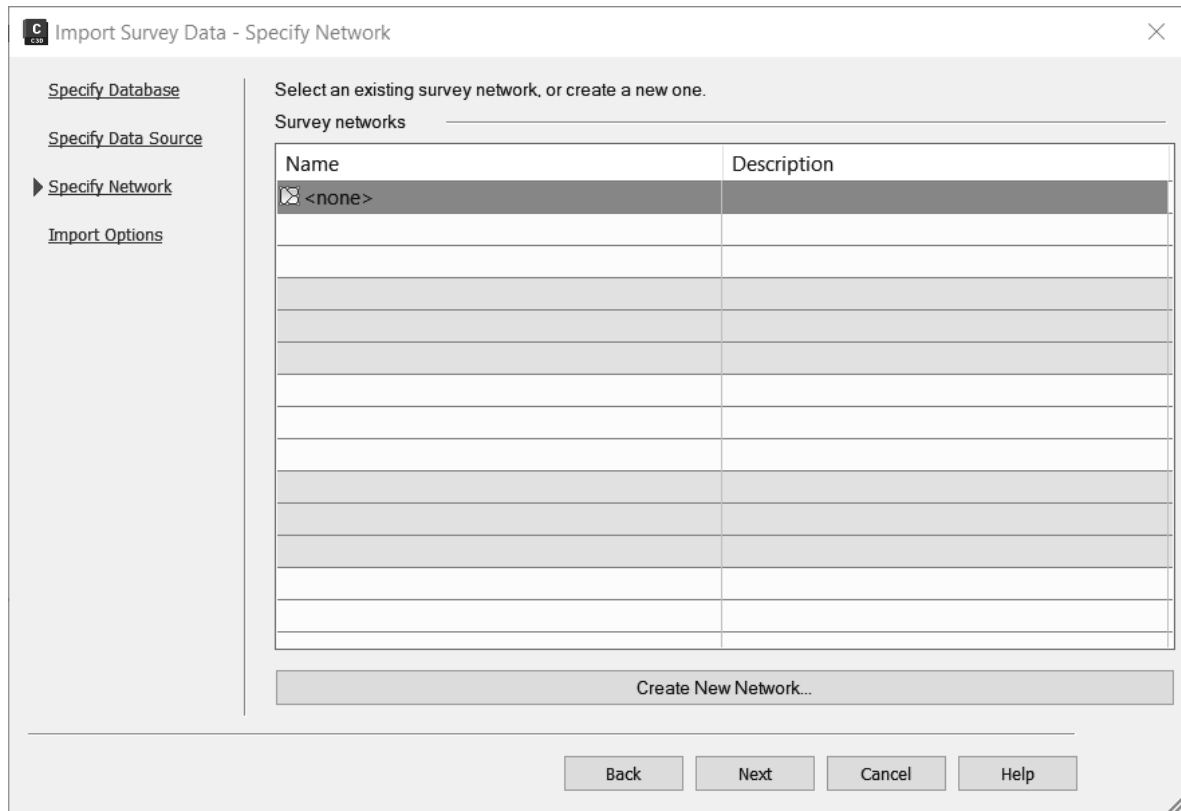 C
C3D
Import Survey Data - Specify Network
Specify Database
Specify Data Source
Specify Network
Import Options
Select an existing survey network, or create a new one.
Survey networks
Name Description
<none>
Create New Network...
Back Next Cancel Help